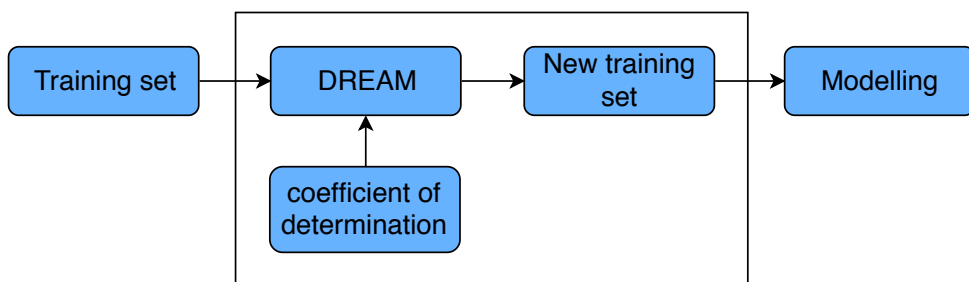 Training set
DREAM
New training
set
Modelling
coefficient of
determination